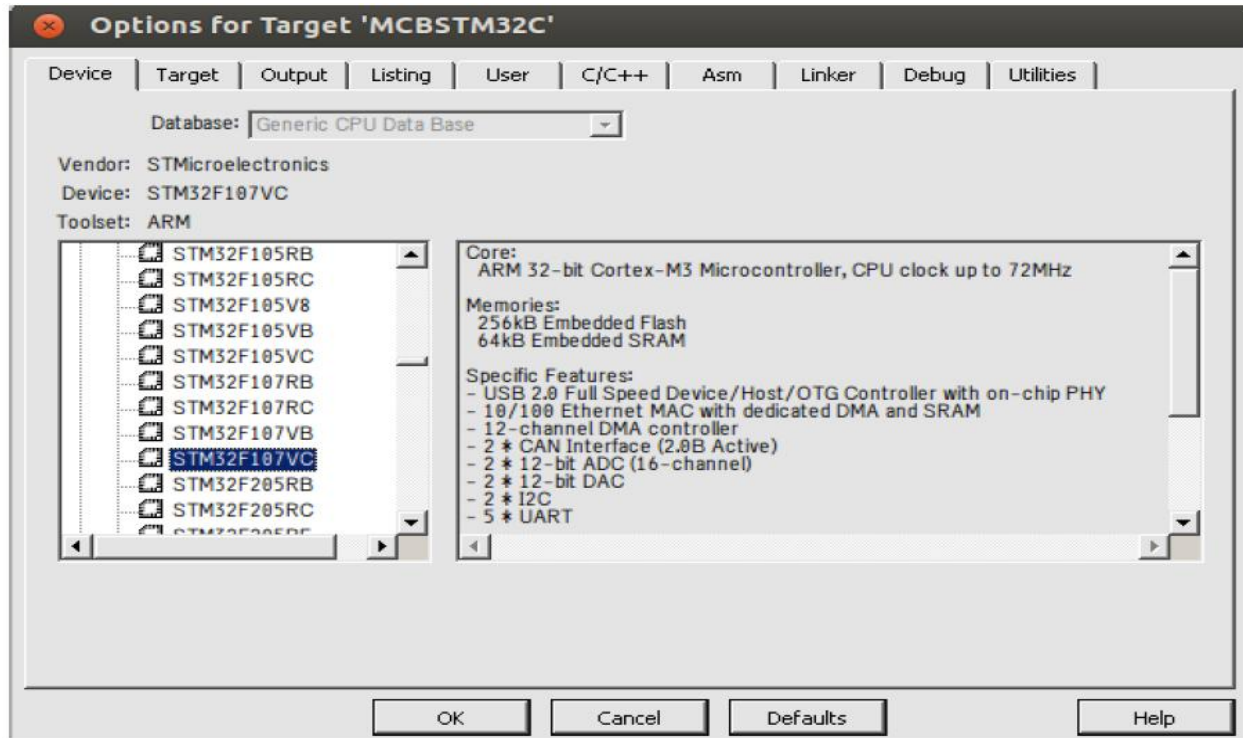 Options for Target 'MCBSTM32C'
Device Target Output Listing User C/C++ Asm Linker Debug Utilities
Database: Generic CPU Data Base
Vendor: STMicroelectronics
Device: STM32F107VC
Toolset: ARM
STM32F105RB
STM32F105RC
STM32F105V8
STM32F105VB
STM32F105VC
STM32F107RB
STM32F107RC
STM32F107VB
STM32F107VC
STM32F205RB
STM32F205RC
Core:
ARM 32-bit Cortex-M3 Microcontroller, CPU clock up to 72MHz
Memories:
256kB Embedded Flash
64kB Embedded SRAM
Specific Features:
- USB 2.0 Full Speed Device/Host/OTG Controller with on-chip PHY
- 10/100 Ethernet MAC with dedicated DMA and SRAM
- 12-channel DMA controller
- 2 * CAN Interface (2.0B Active)
- 2 * 12-bit ADC (16-channel)
- 2 * 12-bit DAC
- 2 * I2C
- 5 * UART
OK Cancel Defaults Help